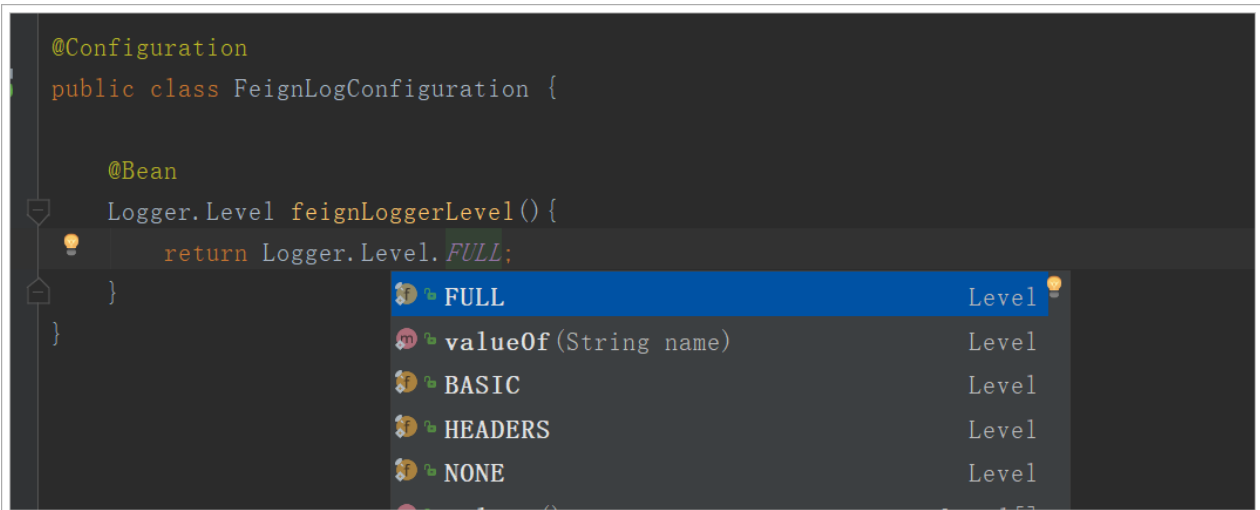 @Configuration
public class FeignLogConfiguration {
@Bean
Logger.Level feignLoggerLevel(){
return Logger.Level.FULL;
}
}
FULL Level
valueOf(String name) Level
BASIC Level
HEADERS Level
NONE Level